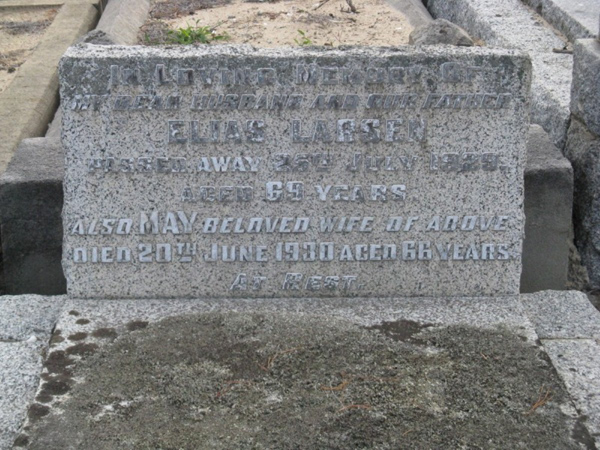 IN LOVING MEMORY OF
MY DEAR HUSBAND AND OUR FATHER
ELIAS LARSEN
PASSED AWAY JULY 1929.
AGED 69 YEARS
ALSO MAY BELOVED WIFE OF ABOVE
DIED 20TH JUNE 1930 AGED 66 YEARS
AT REST.